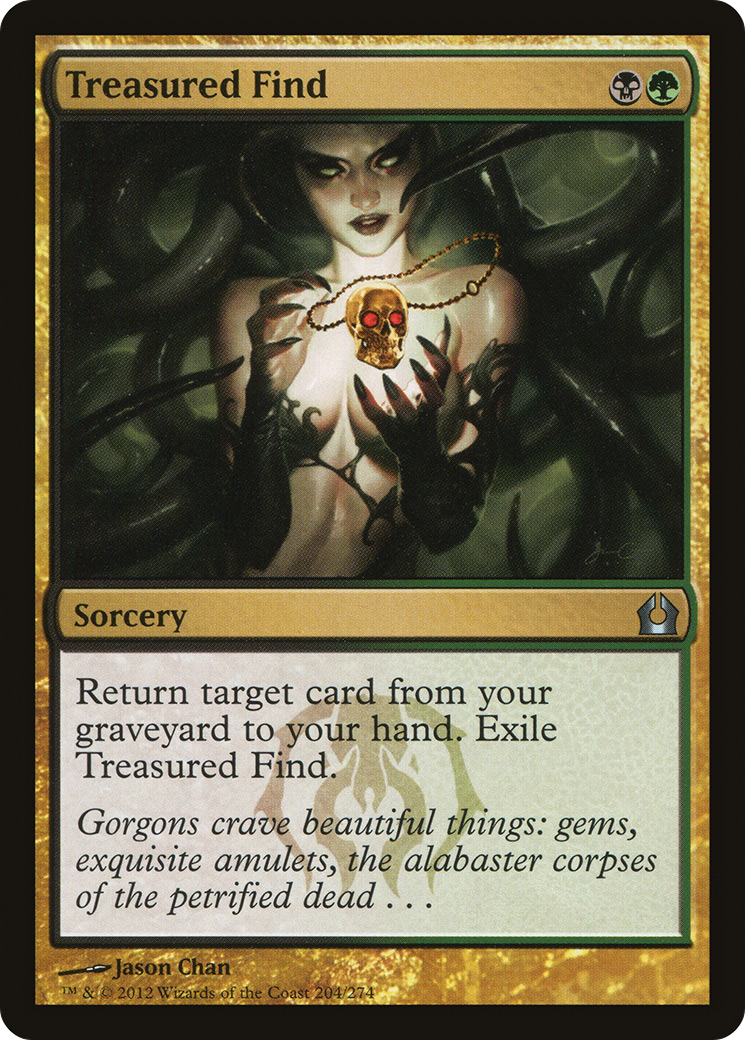 Treasured Find
Sorcery
Return target card from your
graveyard to your hand. Exile
Treasured Find.
Gorgons crave beautiful things: gems,
exquisite amulets, the alabaster corpses
of the petrified dead . . .
Jason Chan
™ & © 2012 Wizards of the Coast 204/274